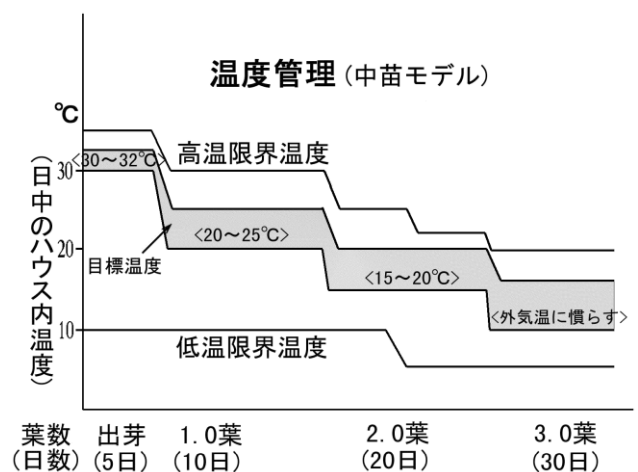 温度管理(中苗モデル)
℃
(日中のハウス内温度)
高温限界温度
<30～32℃>
30
<20～25℃>
20
目標温度
<15～20℃>
<外気温に慣らす>
10
低温限界温度
葉数 出芽 1.0葉 2.0葉 3.0葉
(日数) (5日) (10日) (20日) (30日)